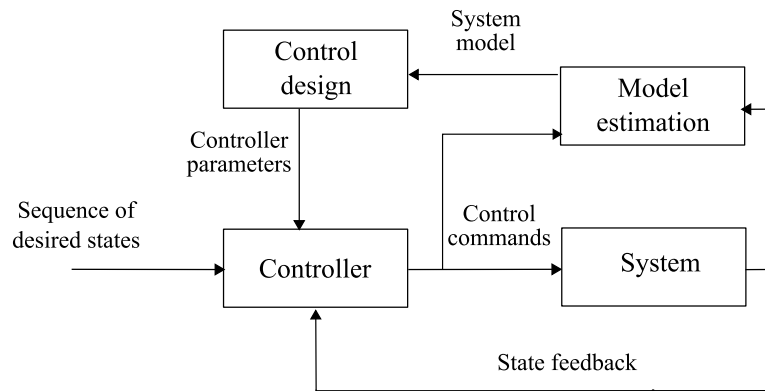 System
model
Control
design
Model
estimation
Controller
parameters
Sequence of
desired states
Control
commands
Controller
System
State feedback